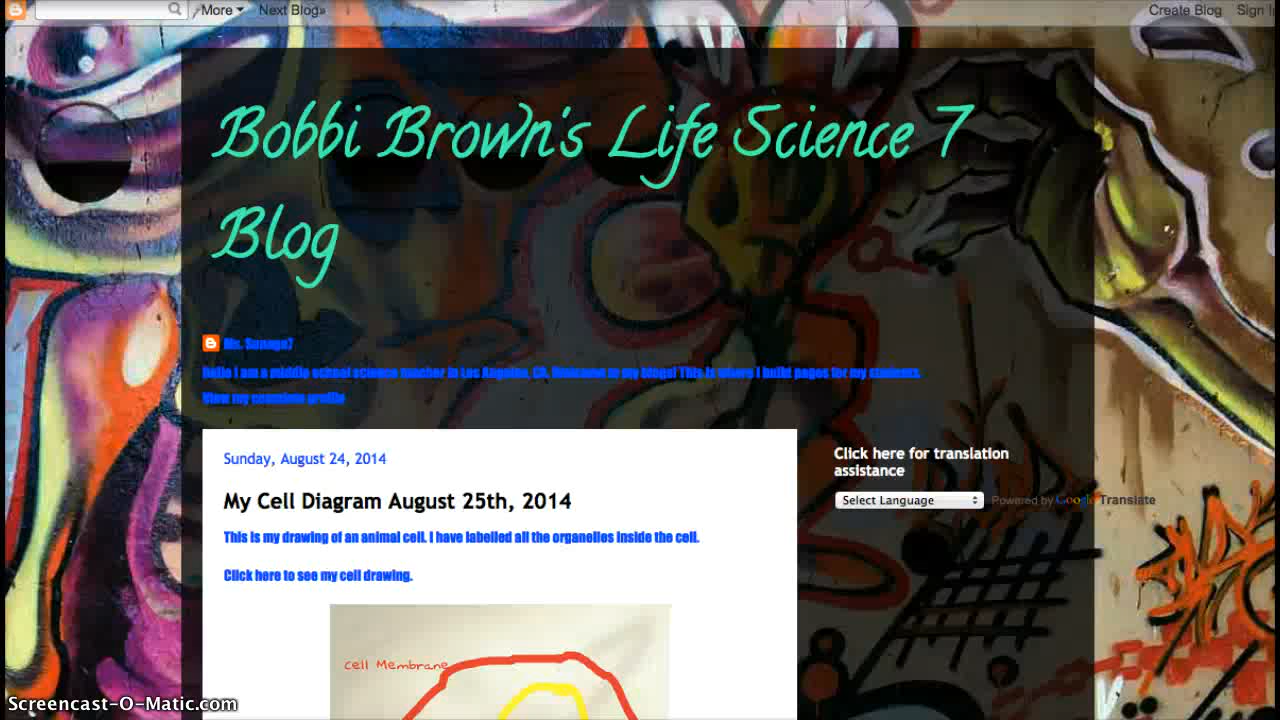 More Next Blog» Create Blog Sign I
Bobbi Brown's Life Science 7
Blog
Ms. Sunaga7
Hello I am a middle school science teacher in Los Angeles, CA. Welcome to my blogs! This is where I build pages for my students.
View my complete profile
Sunday, August 24, 2014
My Cell Diagram August 25th, 2014
This is my drawing of an animal cell. I have labelled all the organelles inside the cell.
Click here to see my cell drawing.
cell Membrane
Click here for translation
assistance
Select Language Powered by Google Translate
Screencast-O-Matic.com